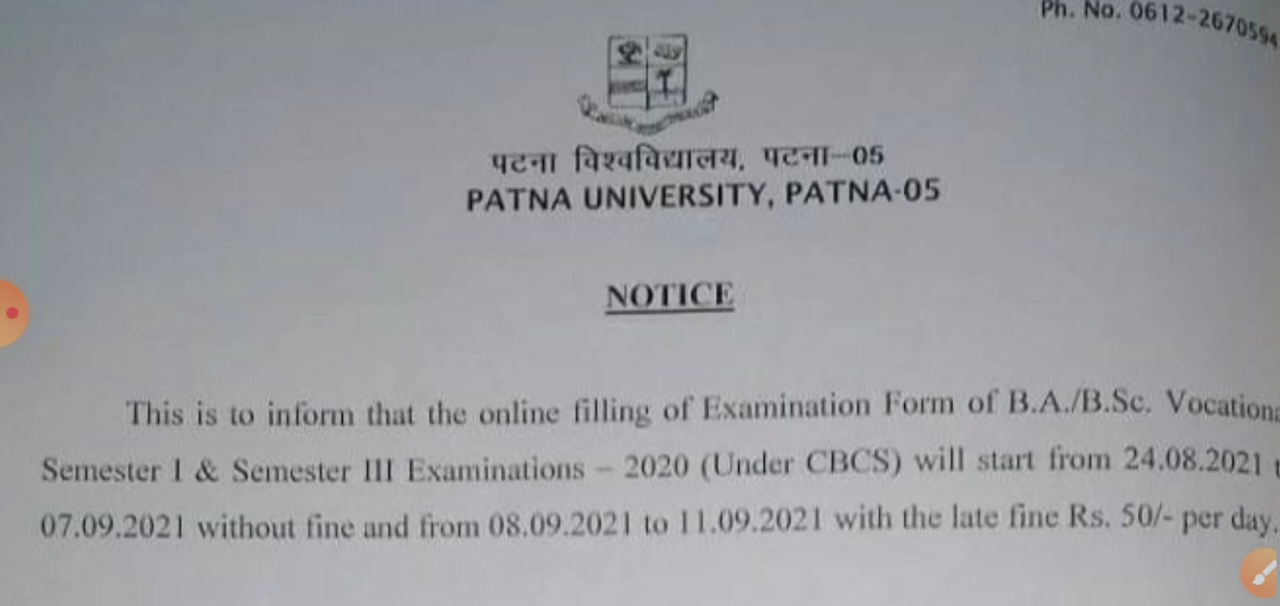 Ph. No. 0612-2670594
पटना विश्वविद्यालय, पटना-05
PATNA UNIVERSITY, PATNA-05
NOTICE
This is to inform that the online filling of Examination Form of B.A./B.Sc. Vocationa
Semester I & Semester III Examinations – 2020 (Under CBCS) will start from 24.08.2021 t
07.09.2021 without fine and from 08.09.2021 to 11.09.2021 with the late fine Rs. 50/- per day.